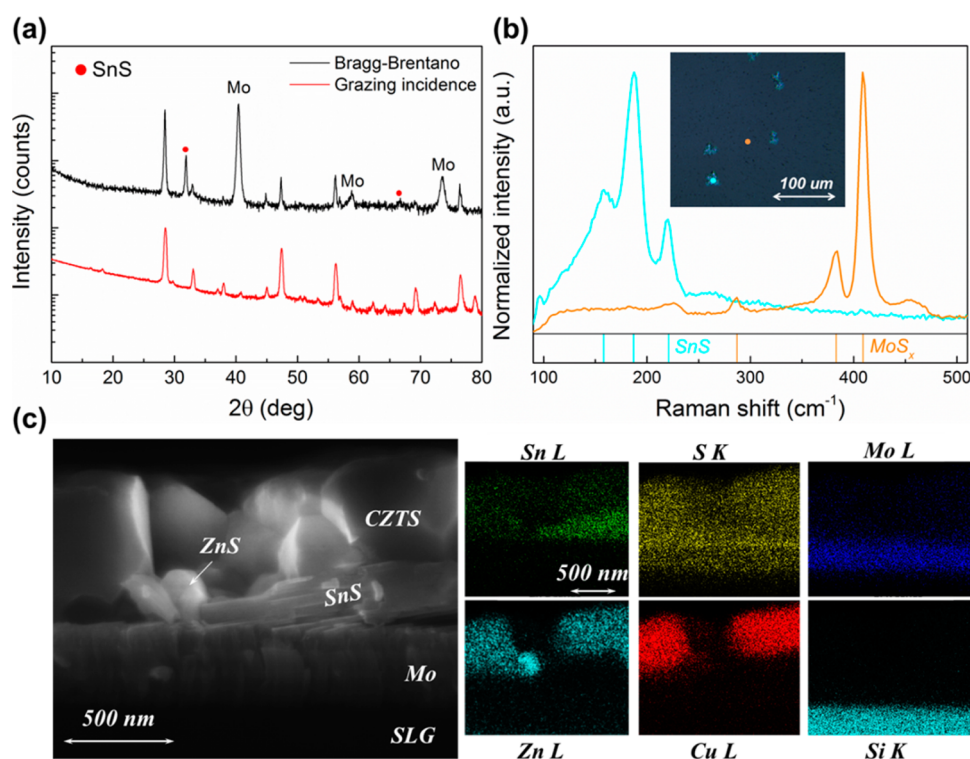 (a)
SnS
Bragg-Brentano
Grazing incidence
Mo
Mo
Mo
Intensity (counts)
10 20 30 40 50 60 70 80
2θ (deg)
(b)
100 um
Normalized intensity (a.u.)
SnS
MoSx
100 200 300 400 500
Raman shift (cm-1)
(c)
CZTS
ZnS
SnS
Mo
500 nm
SLG
Sn L
S K
Mo L
500 nm
Zn L
Cu L
Si K